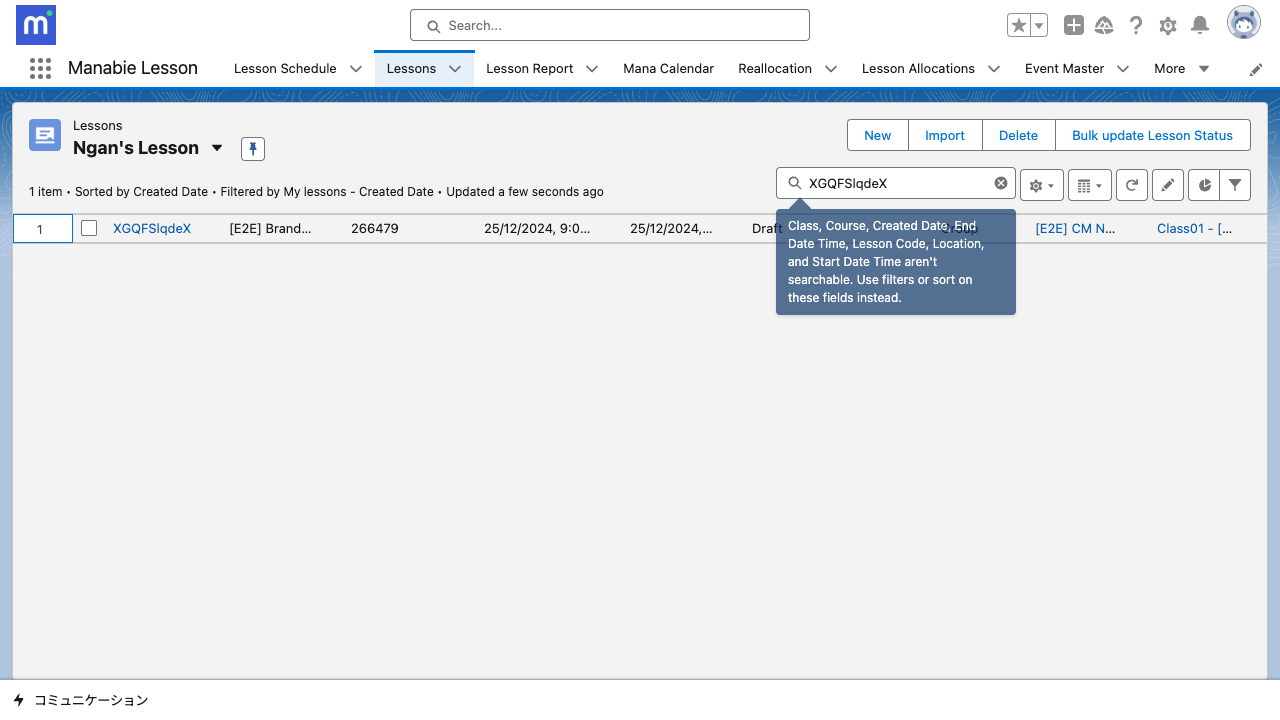 m
Search...
Manabie Lesson
Lesson Schedule
Lessons
Lesson Report
Mana Calendar
Reallocation
Lesson Allocations
Event Master
More
Lessons
Ngan's Lesson
New
Import
Delete
Bulk update Lesson Status
1 item • Sorted by Created Date • Filtered by My lessons - Created Date • Updated a few seconds ago
XGQFSlqdeX
1
XGQFSlqdeX
[E2E] Brand...
266479
25/12/2024, 9:0...
25/12/2024,...
Draft
Group
[E2E] CM N...
Class01 - [...
Class, Course, Created Date, End
Date Time, Lesson Code, Location,
and Start Date Time aren't
searchable. Use filters or sort on
these fields instead.
コミュニケーション